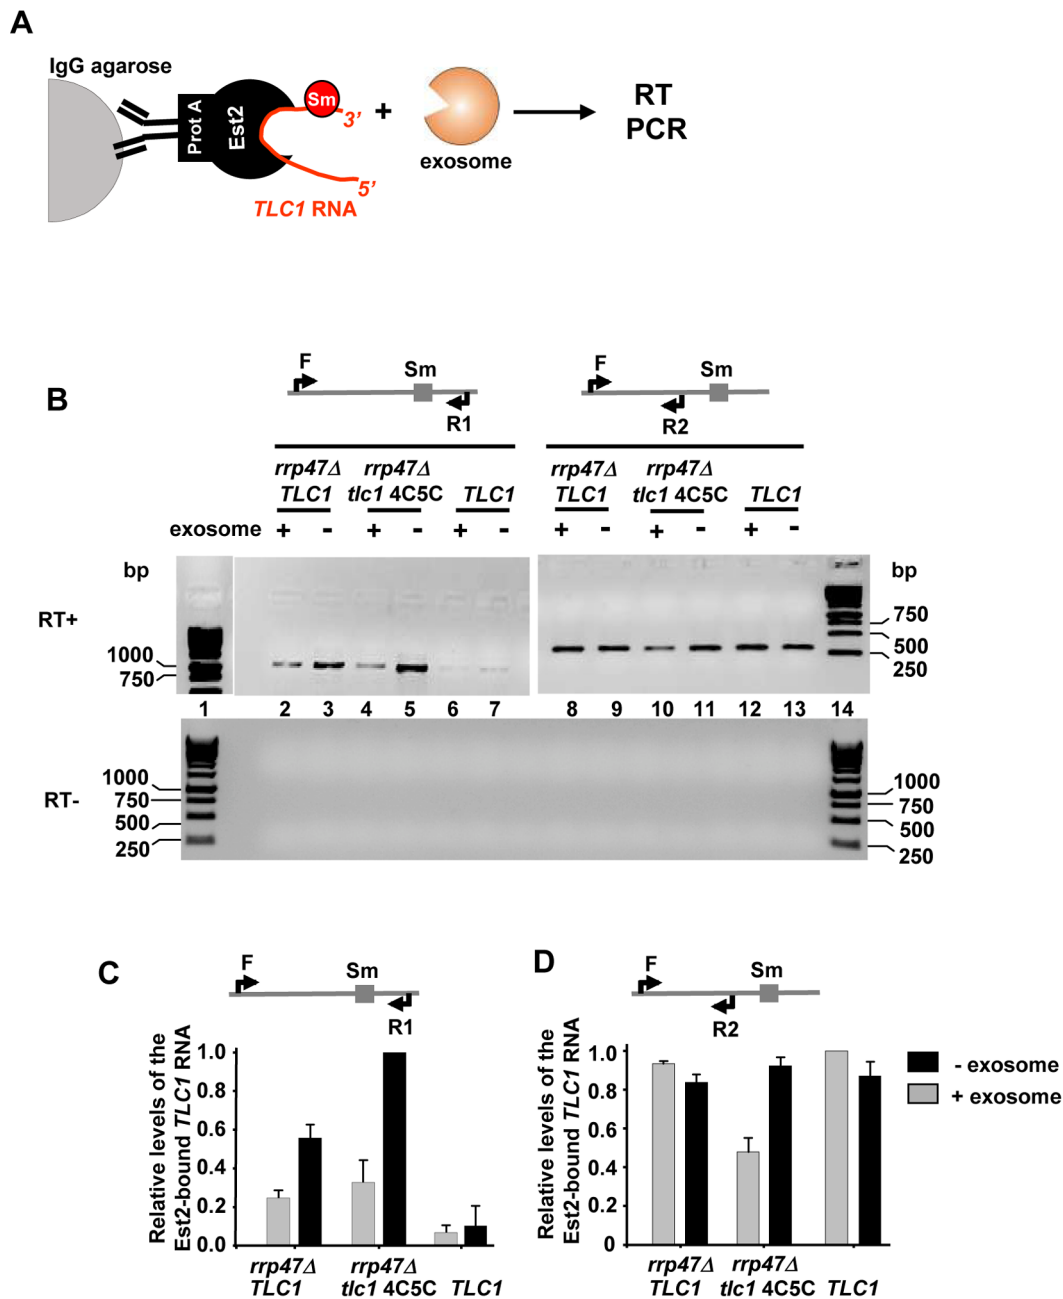 A
IgG agarose
Prot A
Est2
Sm
3’
5’
TLC1 RNA
+
exosome
RT
PCR
B
F
Sm
R1
F
Sm
R2
rrp47Δ
TLC1
rrp47Δ
tlc1 4C5C
TLC1
rrp47Δ
TLC1
rrp47Δ
tlc1 4C5C
TLC1
exosome + - + - + - + - + - + -
bp
bp
RT+
1000
750
750
500
250
1 2 3 4 5 6 7 8 9 10 11 12 13 14
RT-
1000
750
500
250
1000
750
500
250
C
F
Sm
R1
Relative levels of the
Est2-bound TLC1 RNA
1.0
0.8
0.6
0.4
0.2
0.0
rrp47Δ
TLC1
rrp47Δ
tlc1 4C5C
TLC1
D
F
Sm
R2
Relative levels of the
Est2-bound TLC1 RNA
1.0
0.8
0.6
0.4
0.2
0
rrp47Δ
TLC1
rrp47Δ
tlc1 4C5C
TLC1
- exosome
+ exosome